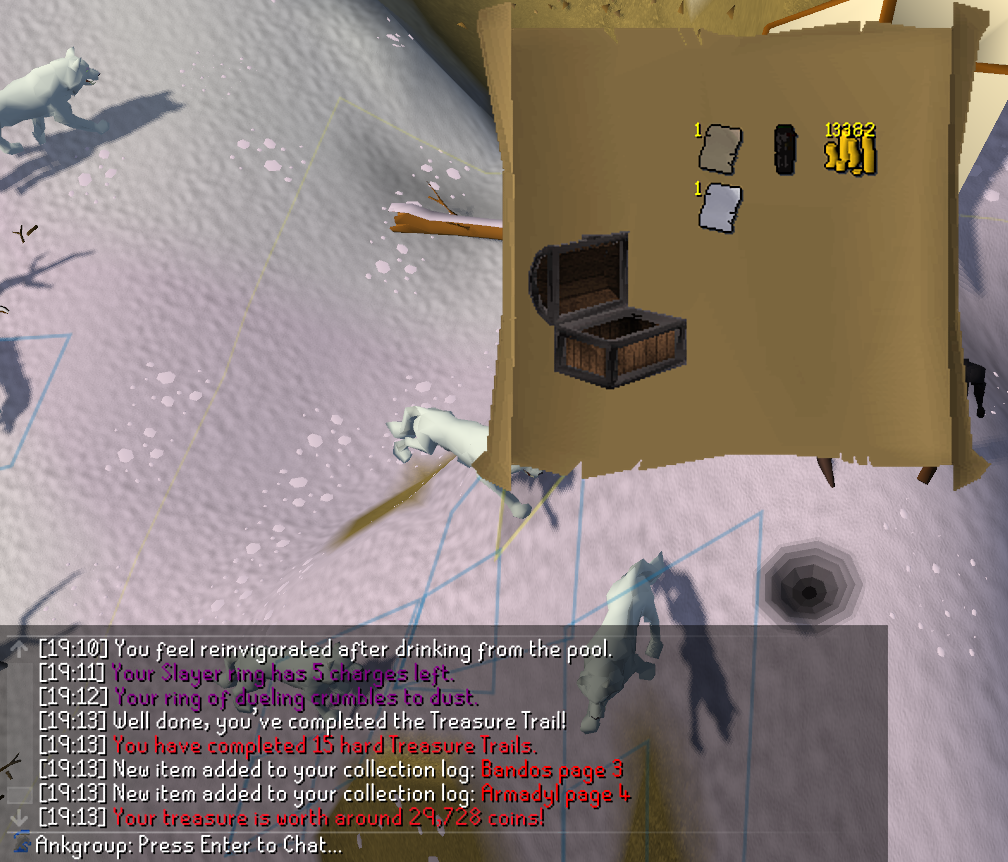 1
13382
1
[19:10] You feel reinvigorated after drinking from the pool.
[19:11] Your Slayer ring has 5 charges left.
[19:12] Your ring of dueling crumbles to dust.
[19:13] Well done, you've completed the Treasure Trail!
[19:13] You have completed 15 hard Treasure Trails.
[19:13] New item added to your collection log: Bandos page 3
[19:13] New item added to your collection log: Armadyl page 4
[19:13] Your treasure is worth around 29,728 coins!
Ankgroup: Press Enter to Chat...